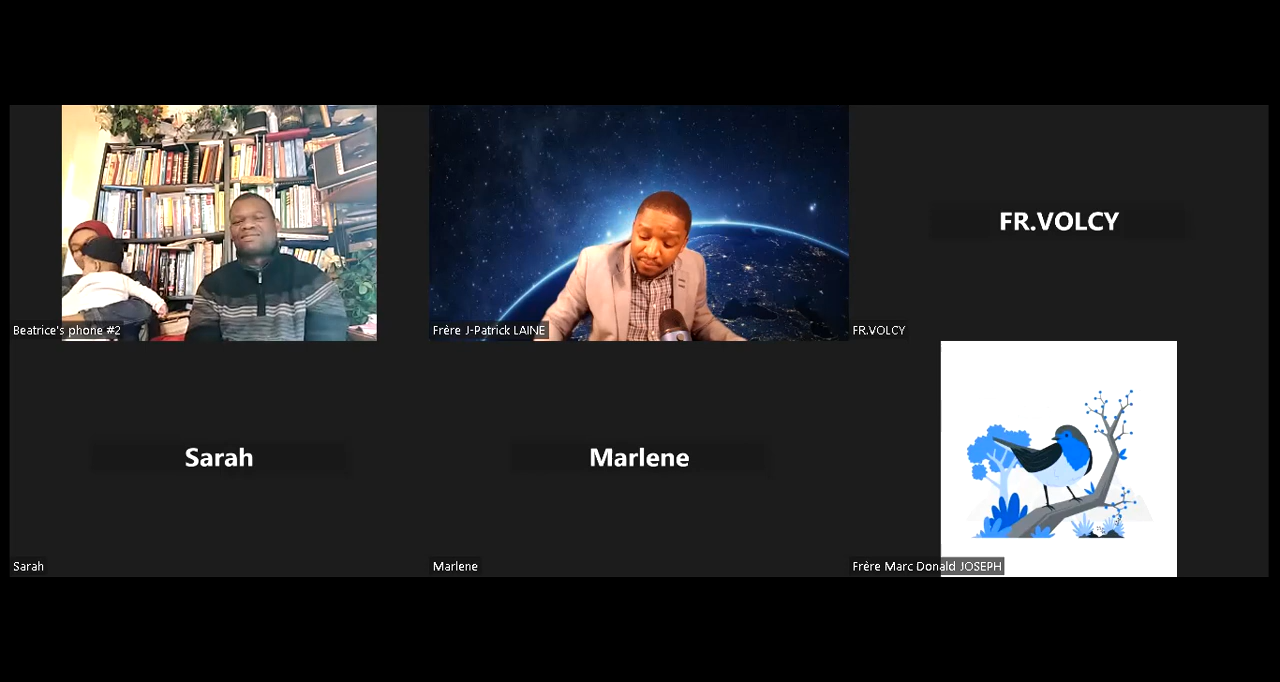 FR.VOLCY
Beatrice's phone #2
Frère J-Patrick LAINE
FR.VOLCY
Sarah
Marlene
Sarah
Marlene
Frère Marc Donald JOSEPH